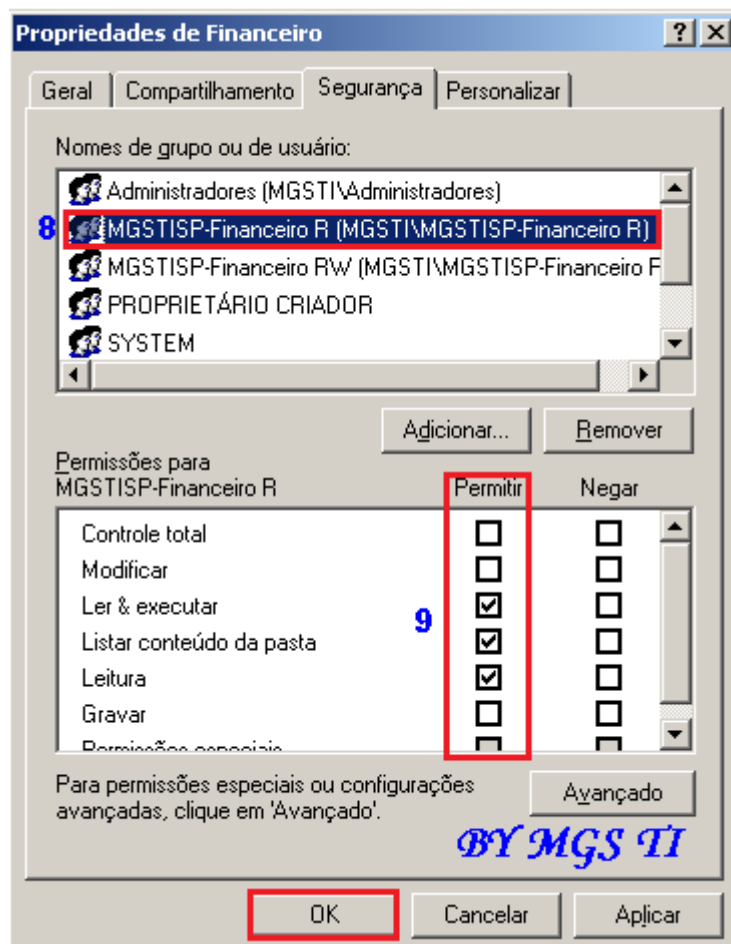 Propriedades de Financeiro
Geral Compartilhamento Segurança Personalizar
Nomes de grupo ou de usuário:
Administradores (MGSTI\Administradores)
8 MGSTISP-Financeiro R (MGSTI\MGSTISP-Financeiro R)
MGSTISP-Financeiro RW (MGSTI\MGSTISP-Financeiro
PROPRIETÁRIO CRIADOR
SYSTEM
Adicionar... Remover
Permissões para
MGSTISP-Financeiro R Permitir Negar
Controle total
Modificar
Ler & executar
9
Listar conteúdo da pasta
Leitura
Gravar
Permissões especiais
Para permissões especiais ou configurações
avançadas, clique em 'Avançado'.
Avançado
BY MGS TI
OK Cancelar Aplicar